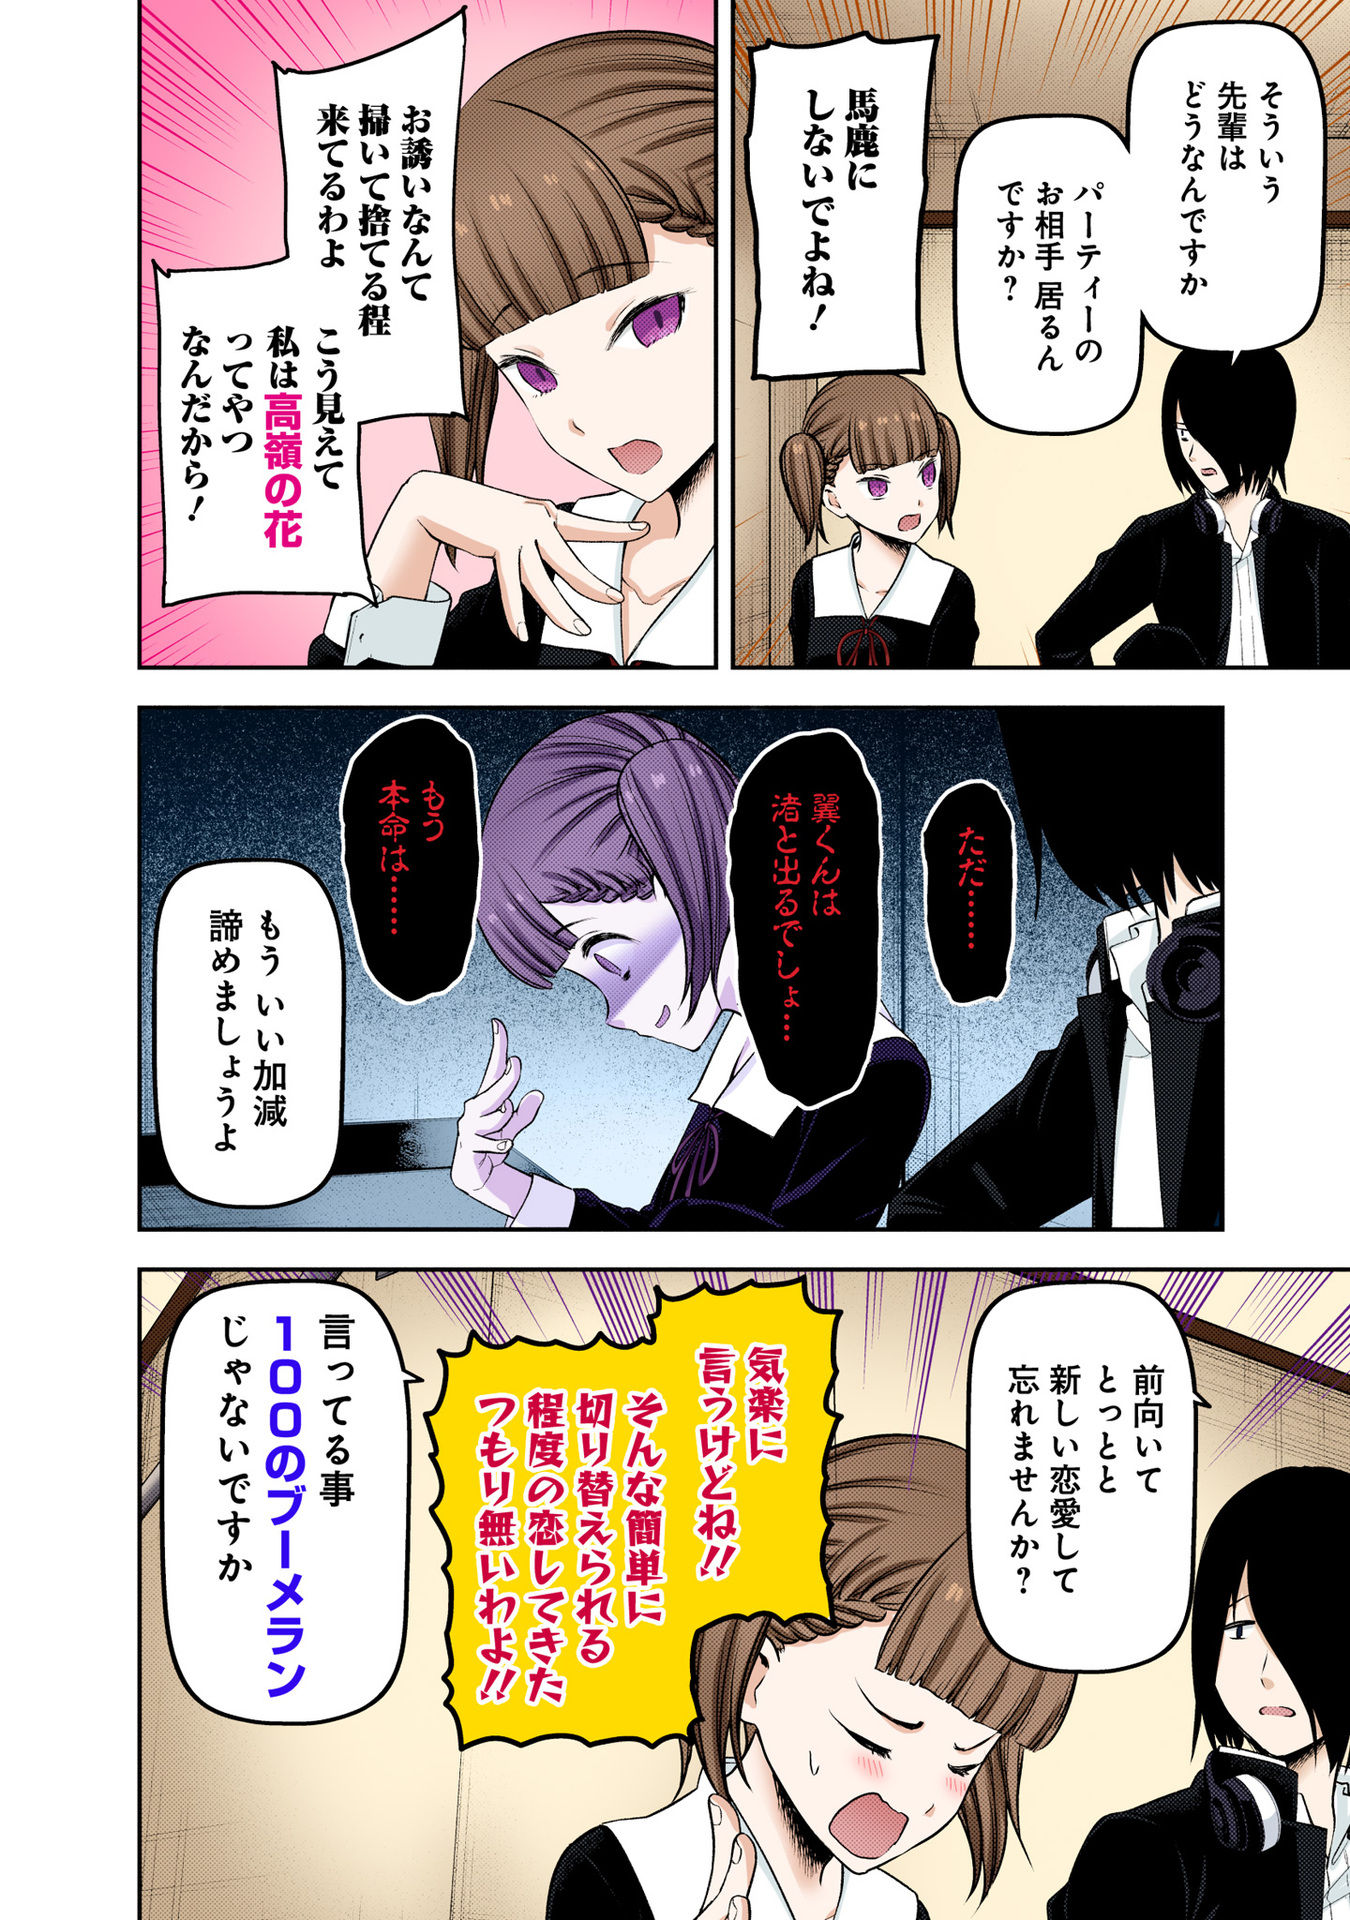 そういう
先輩は
どうなんですか
パーティーの
お相手居るん
ですか？
馬鹿に
しないでよね！
お誘いなんて
掃いて捨てる程
来てるわよ
こう見えて
私は高嶺の花
ってやつ
なんだから！
ただ……
翼くんは
渚と出るでしょ…
もう
本命は……
もういい加減
諦めましょうよ
前向いて
とっとと
新しい恋愛して
忘れませんか？
気楽に
言うけどね!!
そんな簡単に
切り替えられる
程度の恋してきた
つもり無いわよ!!
言ってる事
100のブーメラン
じゃないですか